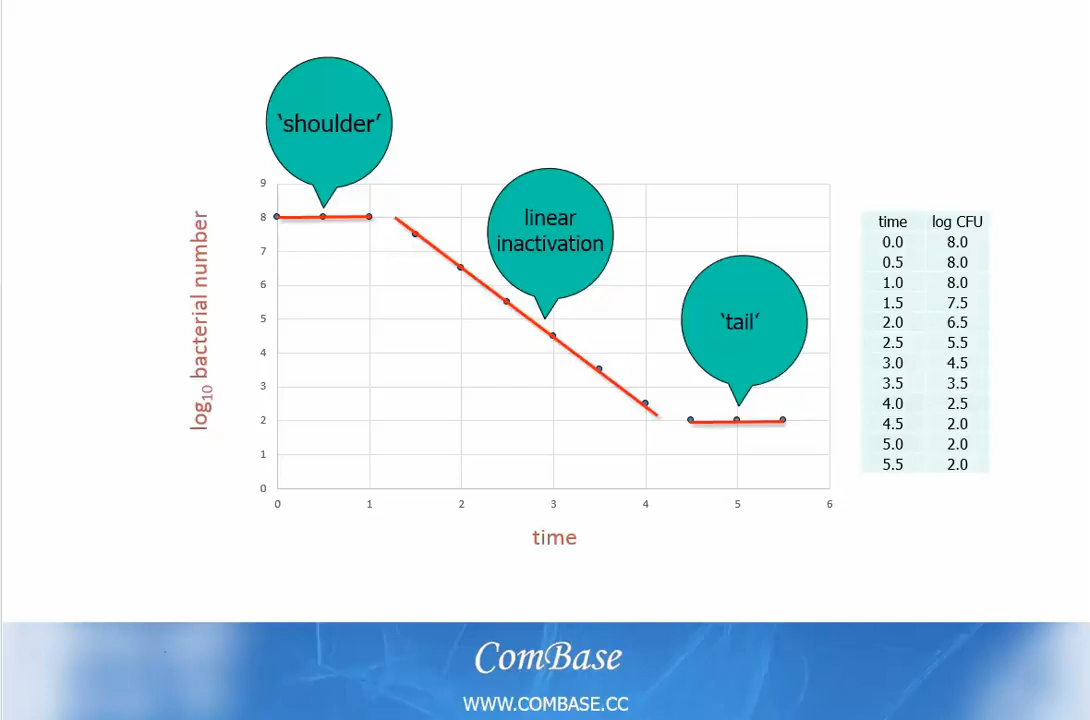 ‘shoulder’
linear
inactivation
‘tail’
log10 bacterial number
9
8
7
6
5
4
3
2
1
0
0 1 2 3 4 5 6
time
time log CFU
0.0 8.0
0.5 8.0
1.0 8.0
1.5 7.5
2.0 6.5
2.5 5.5
3.0 4.5
3.5 3.5
4.0 2.5
4.5 2.0
5.0 2.0
5.5 2.0
ComBase
WWW.COMBASE.CC